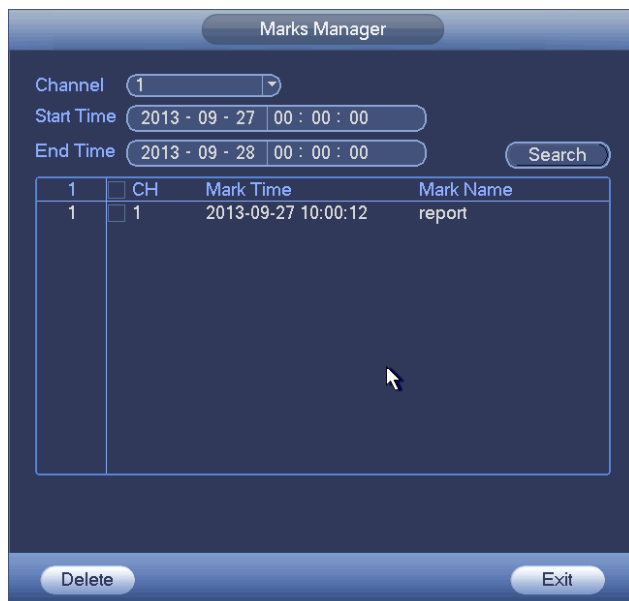 Marks Manager
Channel 1
Start Time 2013 - 09 - 27 00 : 00 : 00
End Time 2013 - 09 - 28 00 : 00 : 00
Search
1 CH Mark Time Mark Name
1 1 2013-09-27 10:00:12 report
Delete Exit